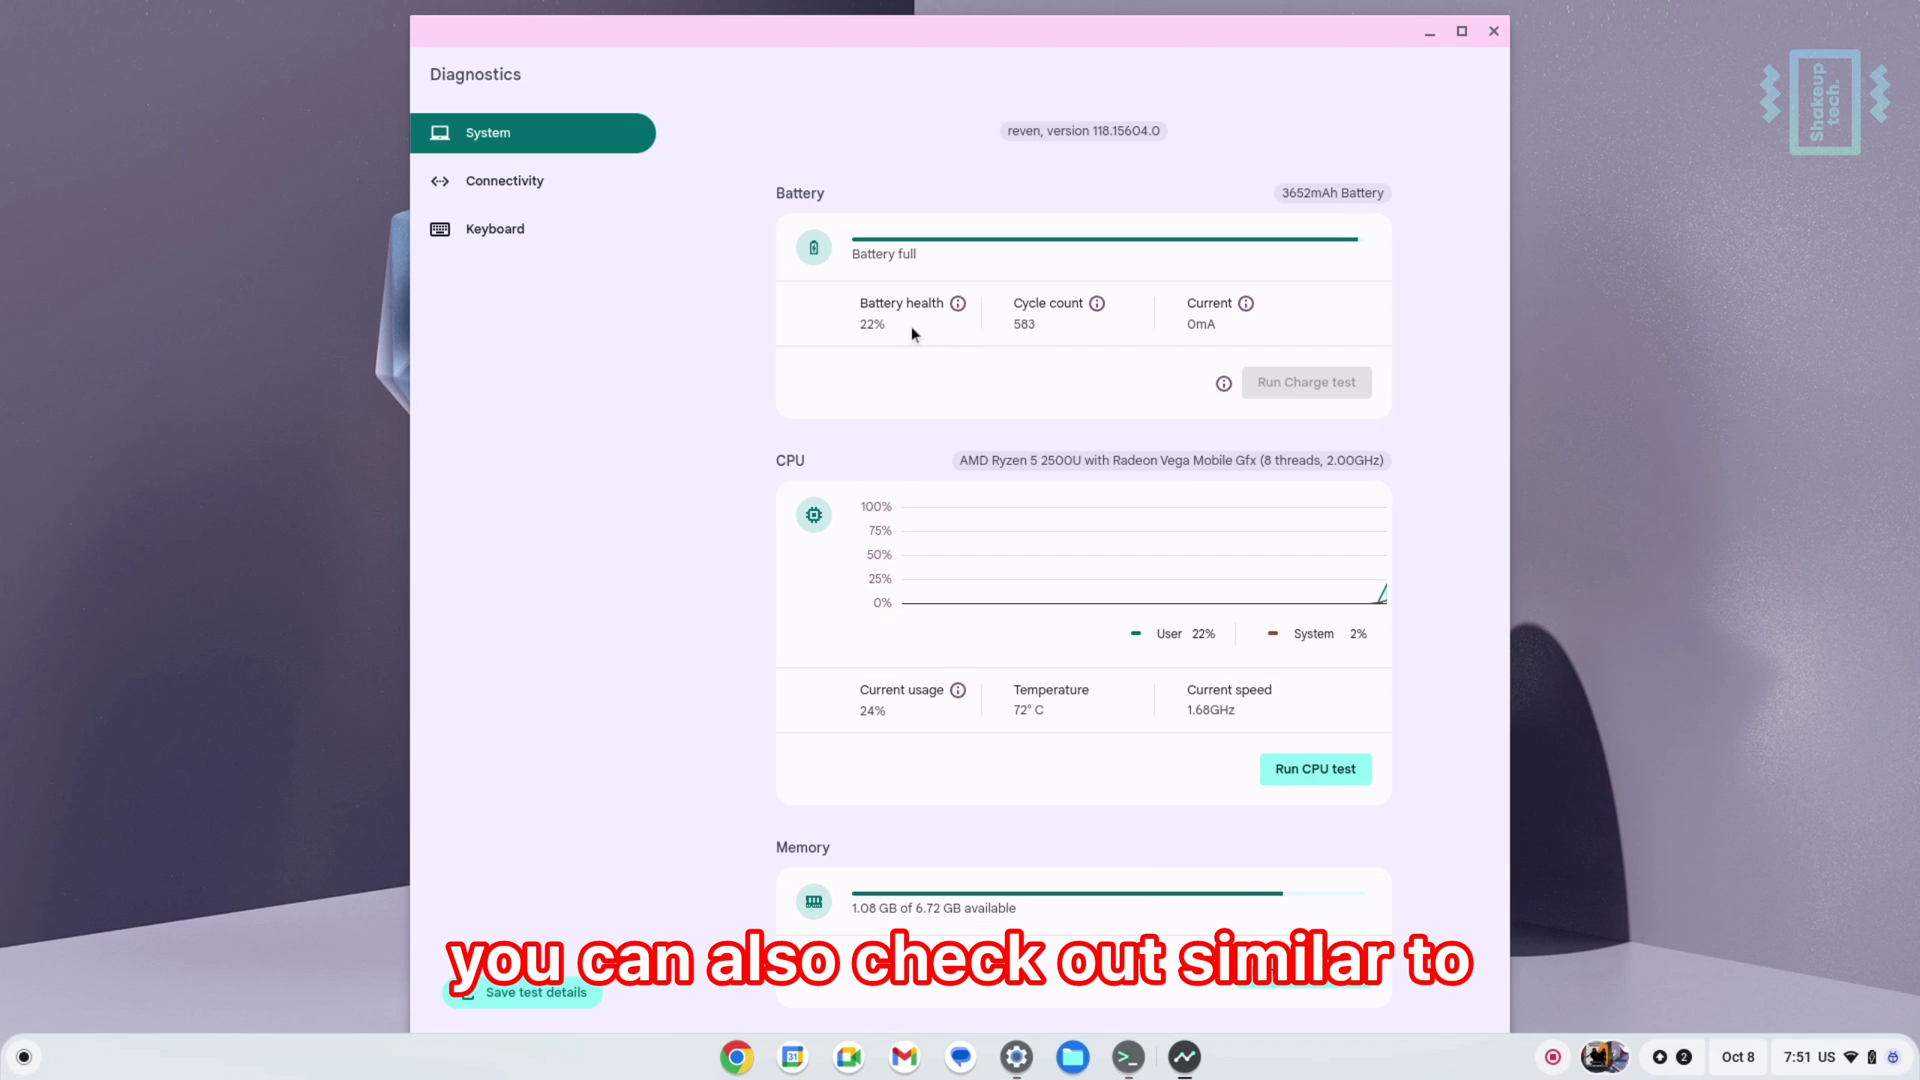 Diagnostics
Shakeup
tech.
System
reven, version 118.15604.0
Connectivity
Keyboard
Battery
3652mAh Battery
Battery full
Battery health
Cycle count
Current
22%
583
0mA
Run Charge test
CPU
AMD Ryzen 5 2500U with Radeon Vega Mobile Gfx (8 threads, 2.00GHz)
100%
75%
50%
25%
0%
User 22%
System 2%
Current usage
Temperature
Current speed
24%
72° C
1.68GHz
Run CPU test
Memory
1.08 GB of 6.72 GB available
you can also check out similar to
Save test details
31
2
Oct 8
7:51 US